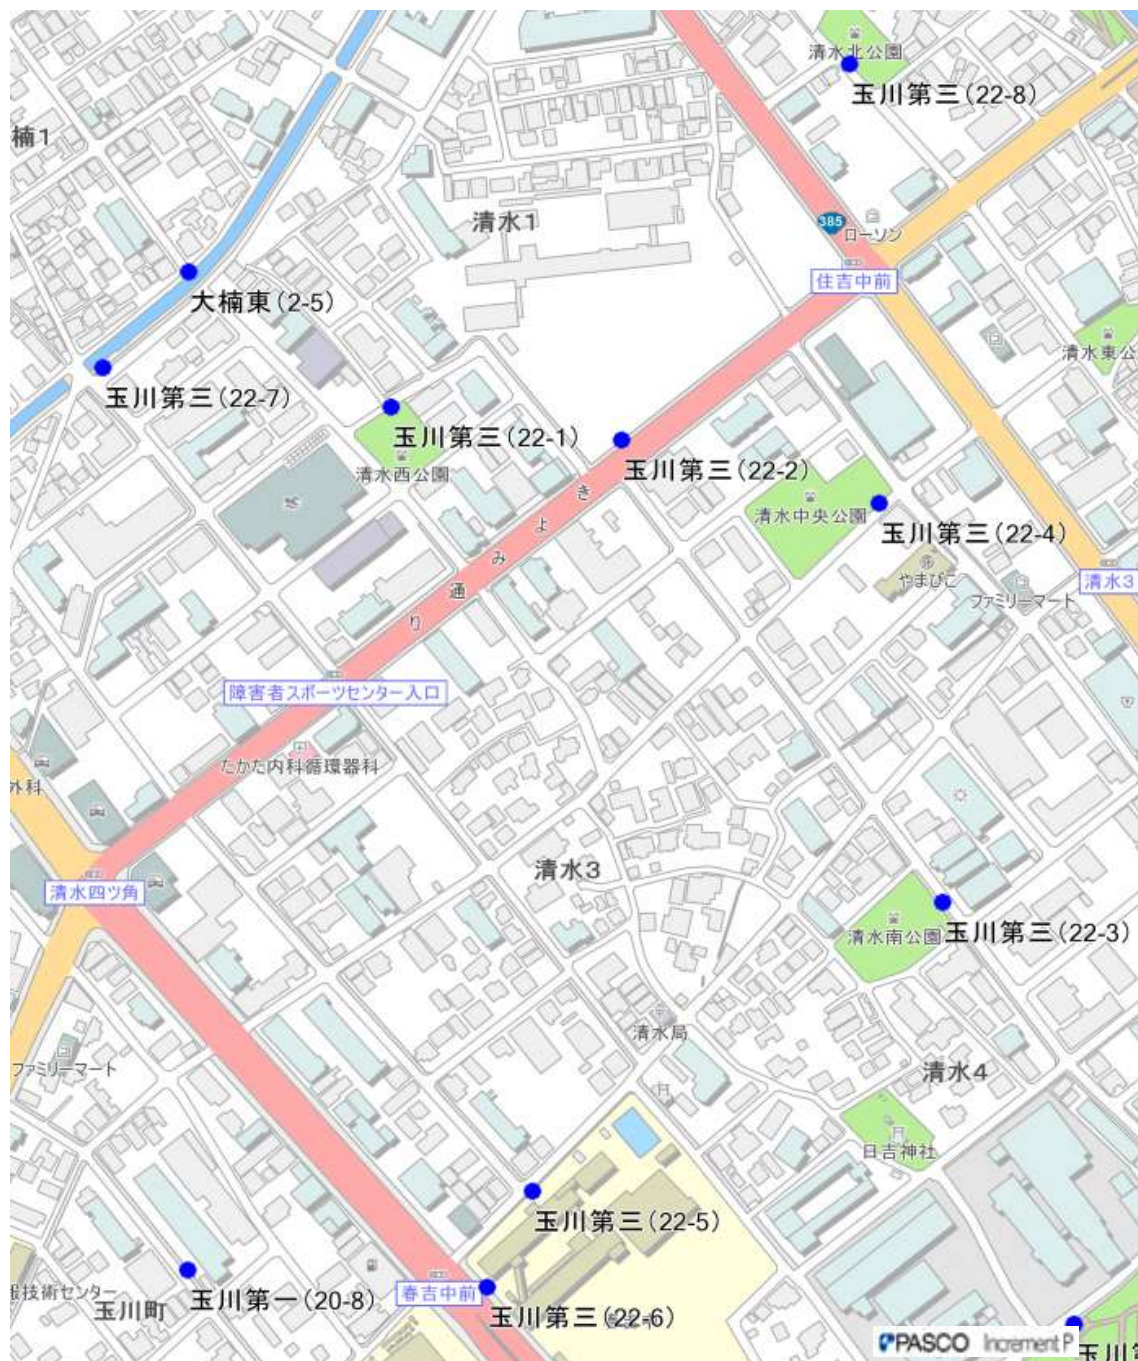 清水北公園
玉川第三(22-8)
楠1
清水1
385
ローソン
住吉中前
大楠東(2-5)
清水東公
玉川第三(22-7)
玉川第三(22-1)
清水西公園
玉川第三(22-2)
きよみ通り
清水中央公園
玉川第三(22-4)
やまびこ
ファミリーマート
清水3
障害者スポーツセンター入口
たかた内科循環器科
外科
清水四ツ角
清水3
清水南公園
玉川第三(22-3)
清水局
清水4
ファミリーマート
日吉神社
玉川第三(22-5)
報技術センター
玉川町
玉川第一(20-8)
春吉中前
玉川第三(22-6)
PASCO Increment P
玉川